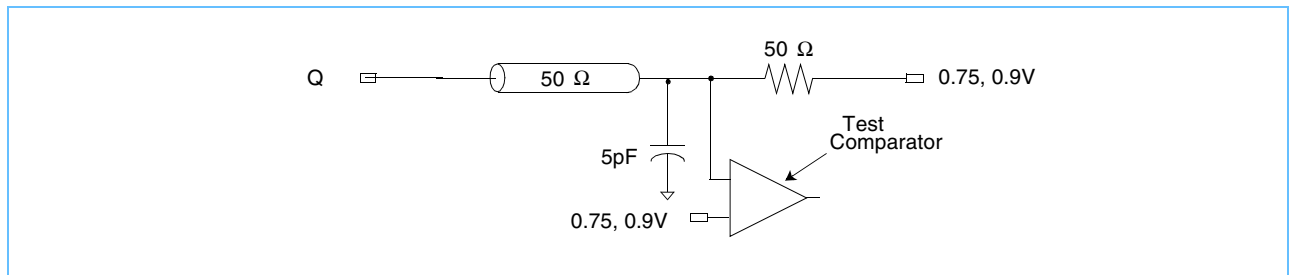 50 Ω
Q
50 Ω
0.75, 0.9V
Test
Comparator
5pF
0.75, 0.9V